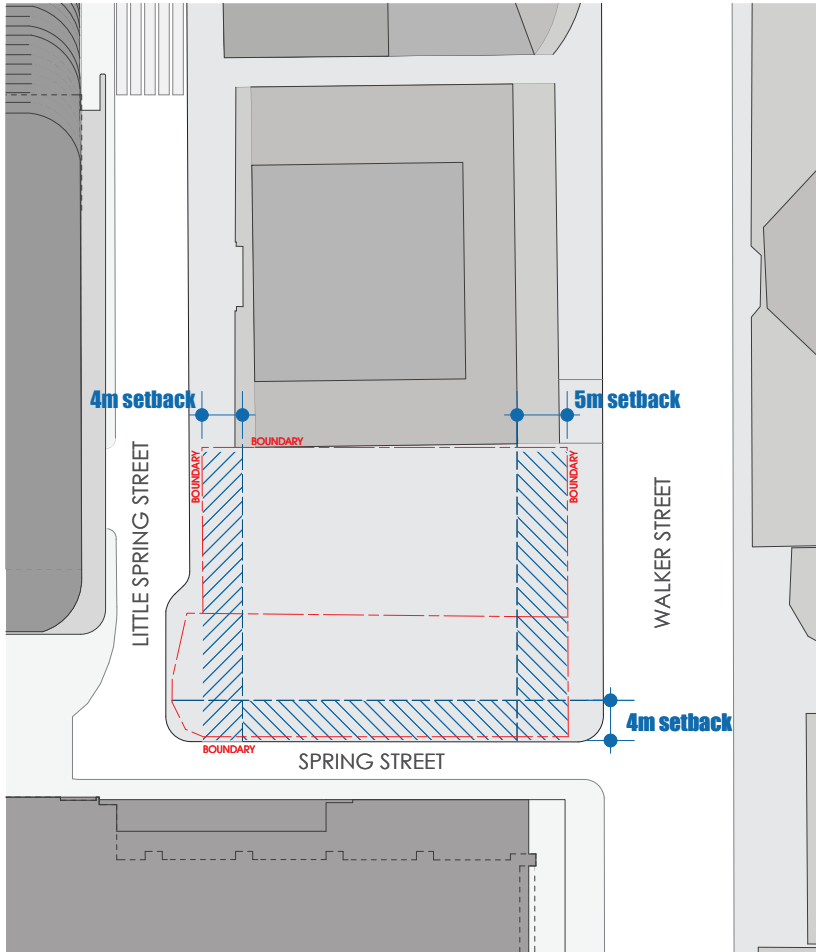 4m setback
5m setback
BOUNDARY
BOUNDARY
BOUNDARY
LITTLE SPRING STREET
WALKER STREET
4m setback
BOUNDARY
SPRING STREET